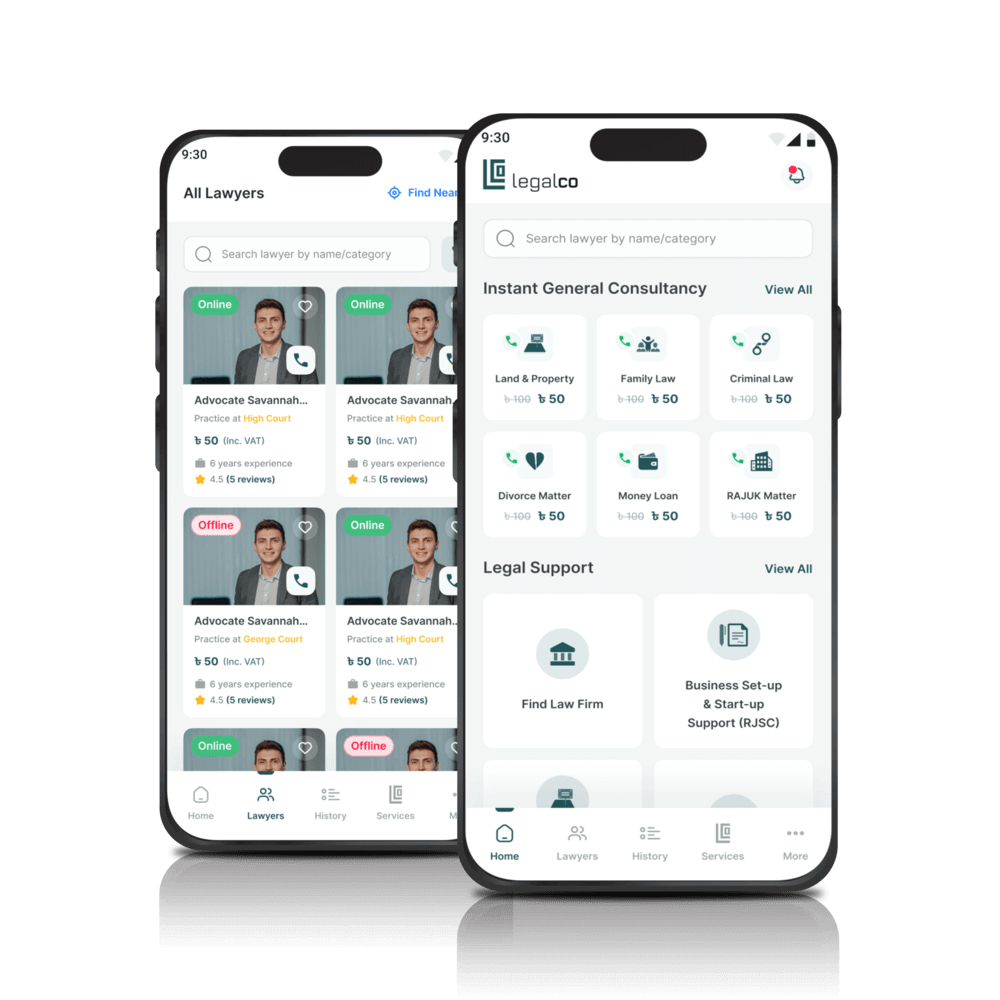 9:30
All Lawyers
Find Near
Search lawyer by name/category
Online
Online
Advocate Savannah...
Advocate Savannah...
Practice at High Court
Practice at High Court
৳ 50 (Inc. VAT)
৳ 50 (Inc. VAT)
6 years experience
6 years experience
4.5 (5 reviews)
4.5 (5 reviews)
Offline
Online
Advocate Savannah...
Advocate Savannah...
Practice at George Court
Practice at High Court
৳ 50 (Inc. VAT)
৳ 50 (Inc. VAT)
6 years experience
6 years experience
4.5 (5 reviews)
4.5 (5 reviews)
Online
Offline
Home
Lawyers
History
Services
9:30
legalco
Search lawyer by name/category
Instant General Consultancy
View All
Land & Property
Family Law
Criminal Law
৳ 100 ৳ 50
৳ 100 ৳ 50
৳ 100 ৳ 50
Divorce Matter
Money Loan
RAJUK Matter
৳ 100 ৳ 50
৳ 100 ৳ 50
৳ 100 ৳ 50
Legal Support
View All
Find Law Firm
Business Set-up
& Start-up
Support (RJSC)
Home
Lawyers
History
Services
More